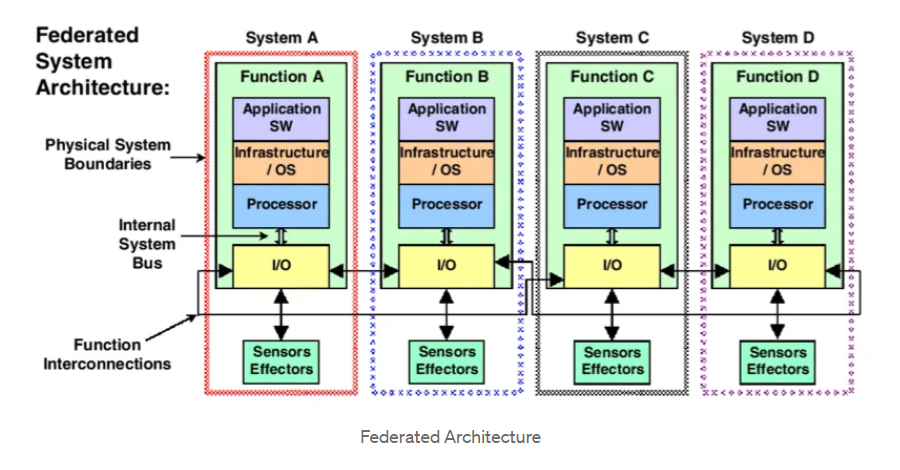 Federated
System
Architecture:
System A
System B
System C
System D
Physical System
Boundaries
Internal
System
Bus
Function
Interconnections
Function A
Application
SW
Infrastructure
/ OS
Processor
I/O
Sensors
Effectors
Function B
Application
SW
Infrastructure
/ OS
Processor
I/O
Sensors
Effectors
Function C
Application
SW
Infrastructure
/ OS
Processor
I/O
Sensors
Effectors
Function D
Application
SW
Infrastructure
/ OS
Processor
I/O
Sensors
Effectors
Federated Architecture